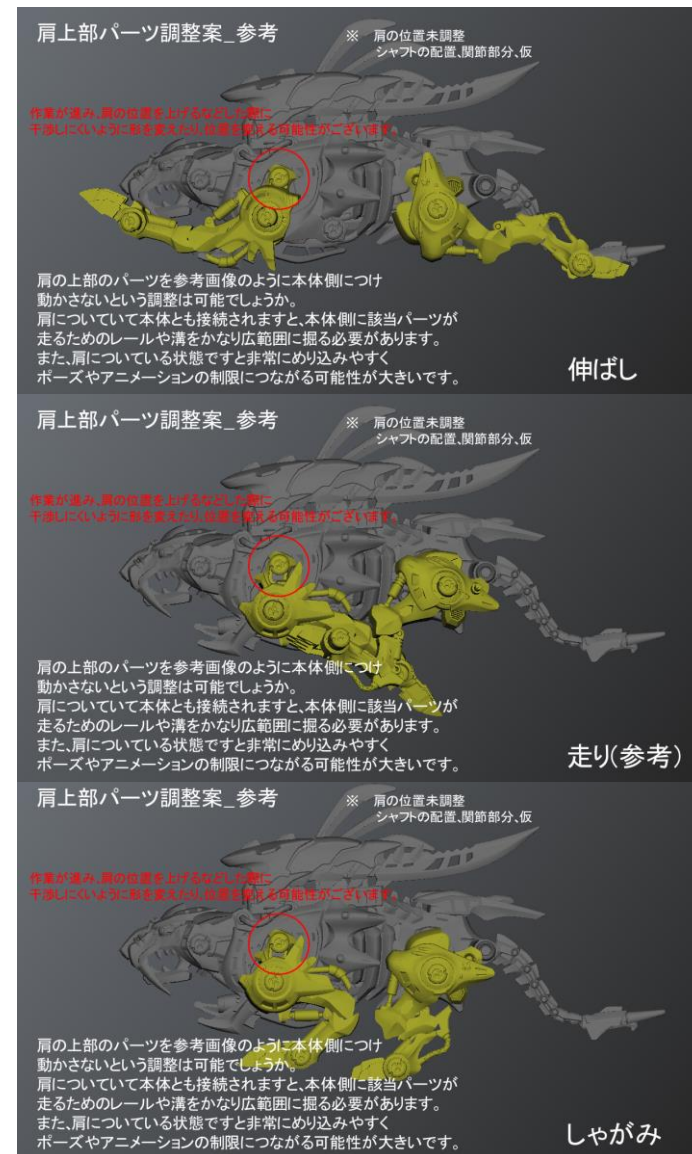 肩上部パーツ調整案_参考
※ 肩の位置未調整
シャフトの配置、関節部分、仮
作業が進み、肩の位置を上げるなどした際に
干渉しにくいように形を変えたり、位置を変える可能性がございます。
肩の上部のパーツを参考画像のように本体側につけ
動かさないという調整は可能でしょうか。
肩についていて本体とも接続されますと、本体側に該当パーツが
走るためのレールや溝をかなり広範囲に掘る必要があります。
また、肩についている状態ですと非常にめり込みやすく
ポーズやアニメーションの制限につながる可能性が大きいです。
伸ばし
肩上部パーツ調整案_参考
※ 肩の位置未調整
シャフトの配置、関節部分、仮
作業が進み、肩の位置を上げるなどした際に
干渉しにくいように形を変えたり、位置を変える可能性がございます。
肩の上部のパーツを参考画像のように本体側につけ
動かさないという調整は可能でしょうか。
肩についていて本体とも接続されますと、本体側に該当パーツが
走るためのレールや溝をかなり広範囲に掘る必要があります。
また、肩についている状態ですと非常にめり込みやすく
ポーズやアニメーションの制限につながる可能性が大きいです。
走り(参考)
肩上部パーツ調整案_参考
※ 肩の位置未調整
シャフトの配置、関節部分、仮
作業が進み、肩の位置を上げるなどした際に
干渉しにくいように形を変えたり、位置を変える可能性がございます。
肩の上部のパーツを参考画像のように本体側につけ
動かさないという調整は可能でしょうか。
肩についていて本体とも接続されますと、本体側に該当パーツが
走るためのレールや溝をかなり広範囲に掘る必要があります。
また、肩についている状態ですと非常にめり込みやすく
ポーズやアニメーションの制限につながる可能性が大きいです。
しゃがみ